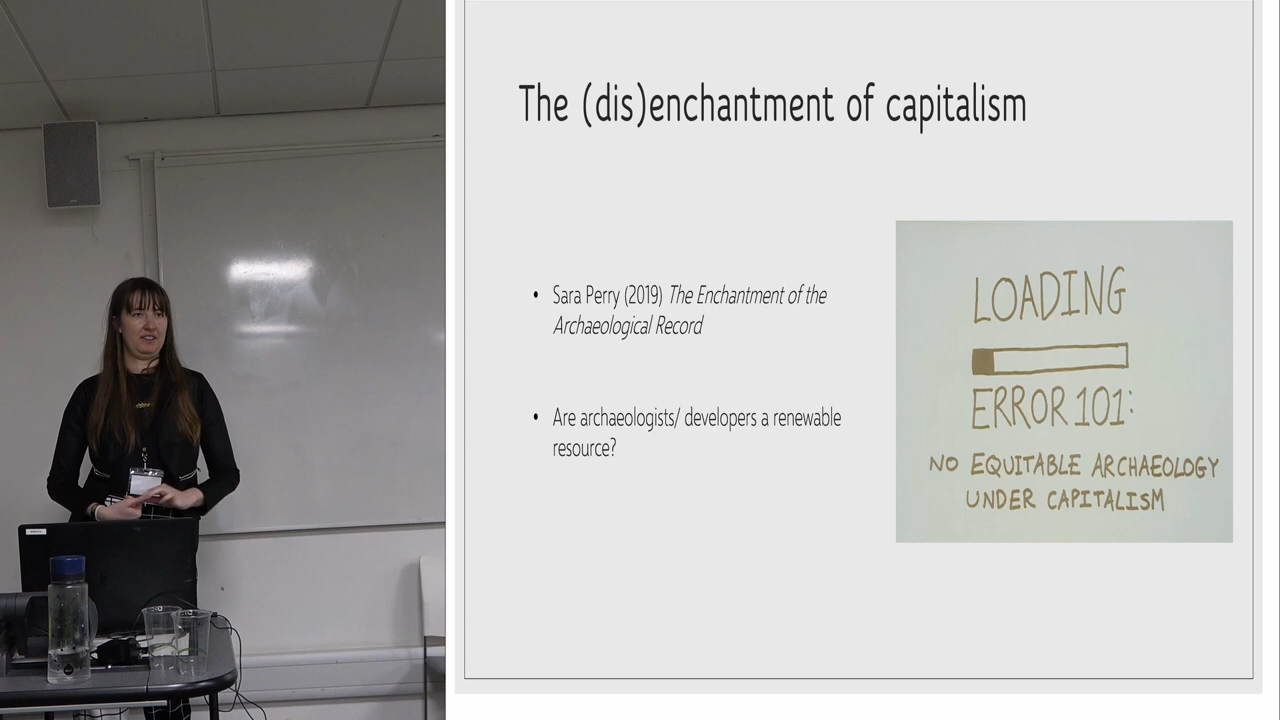 The (dis)enchantment of capitalism
• Sara Perry (2019) The Enchantment of the
Archaeological Record
• Are archaeologists/ developers a renewable
resource?
LOADING
ERROR 101:
NO EQUITABLE ARCHAEOLOGY
UNDER CAPITALISM